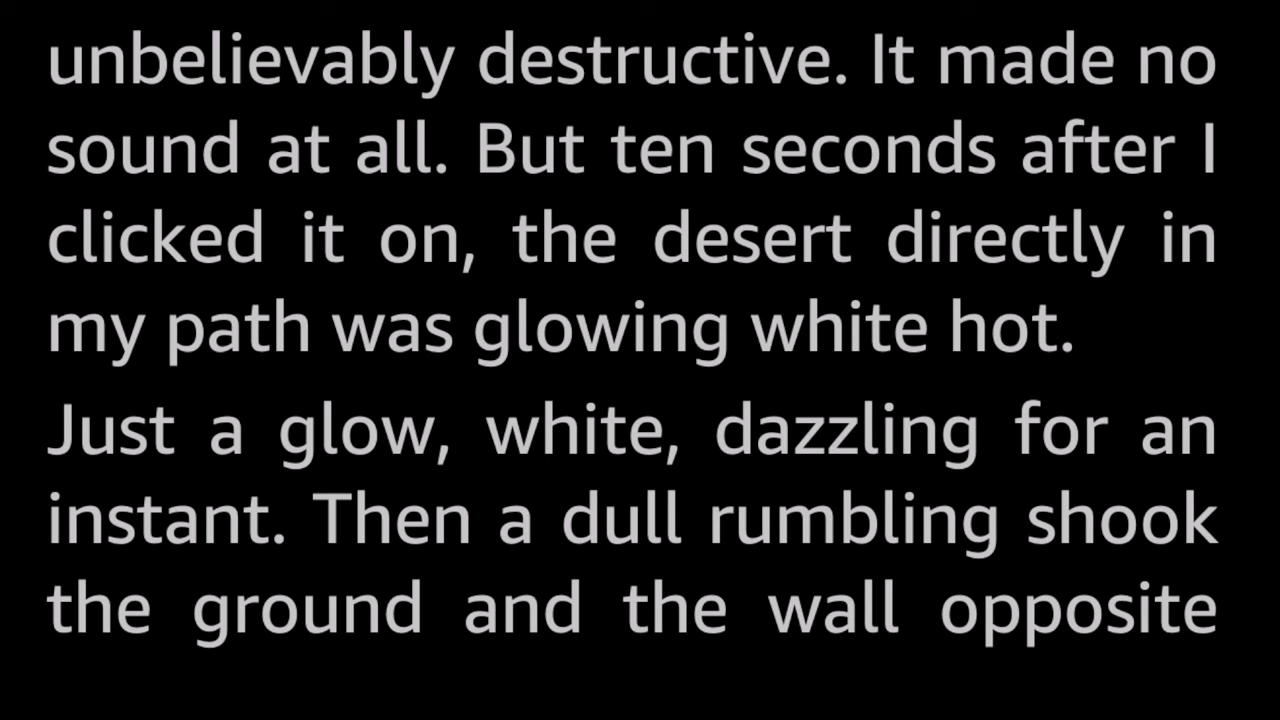 unbelievably destructive. It made no
sound at all. But ten seconds after I
clicked it on, the desert directly in
my path was glowing white hot.
Just a glow, white, dazzling for an
instant. Then a dull rumbling shook
the ground and the wall opposite